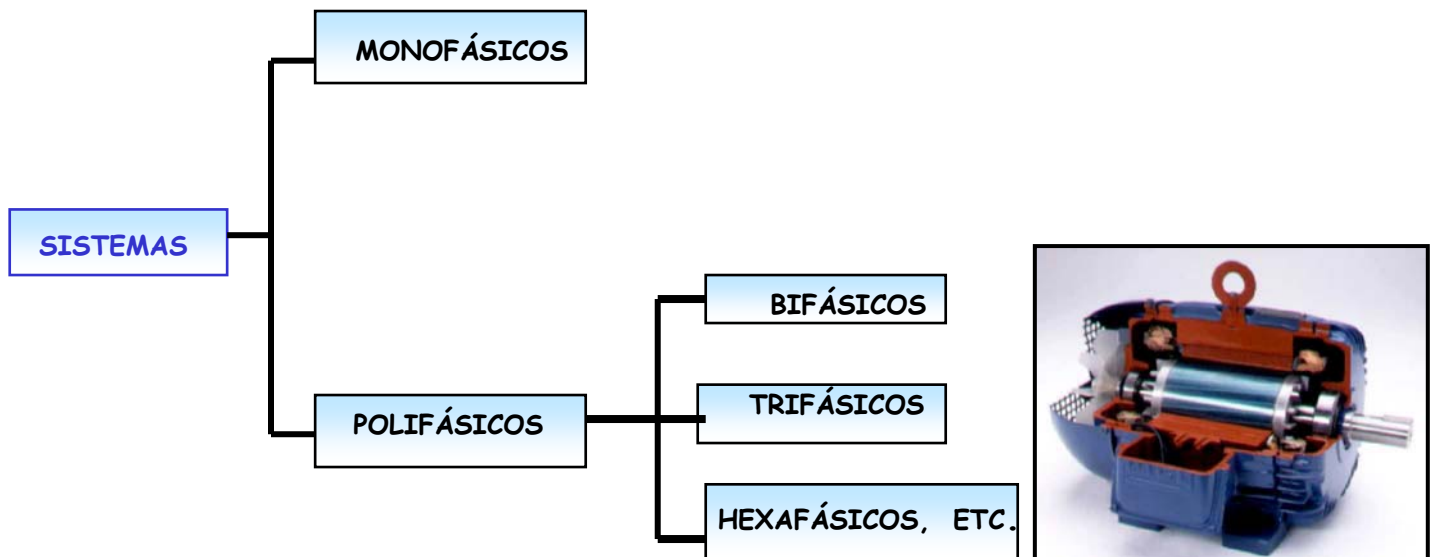 MONOFÁSICOS
SISTEMAS
BIFÁSICOS
TRIFÁSICOS
POLIFÁSICOS
HEXAFÁSICOS, ETC.